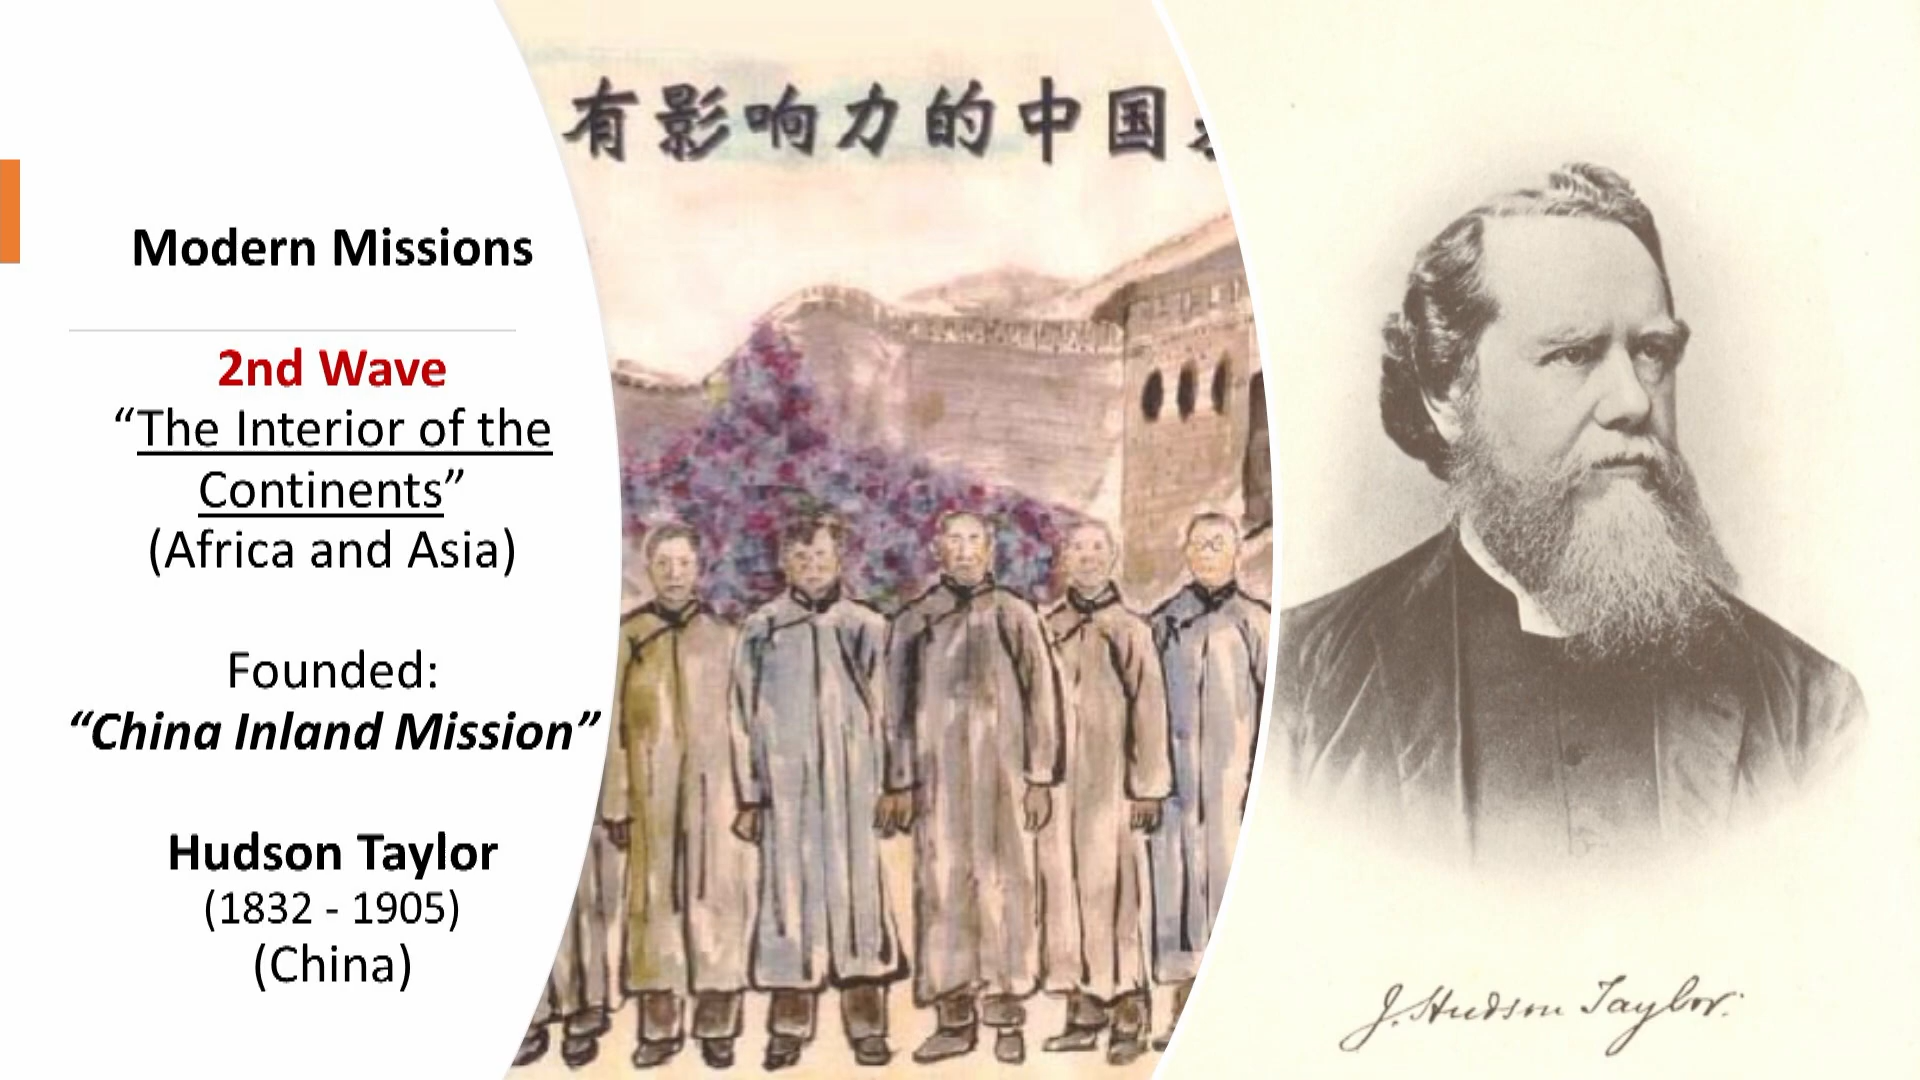 Modern Missions
2nd Wave
“The Interior of the
Continents”
(Africa and Asia)
Founded:
“China Inland Mission”
Hudson Taylor
(1832 - 1905)
(China)
有影响力的中国
J. Hudson Taylor.